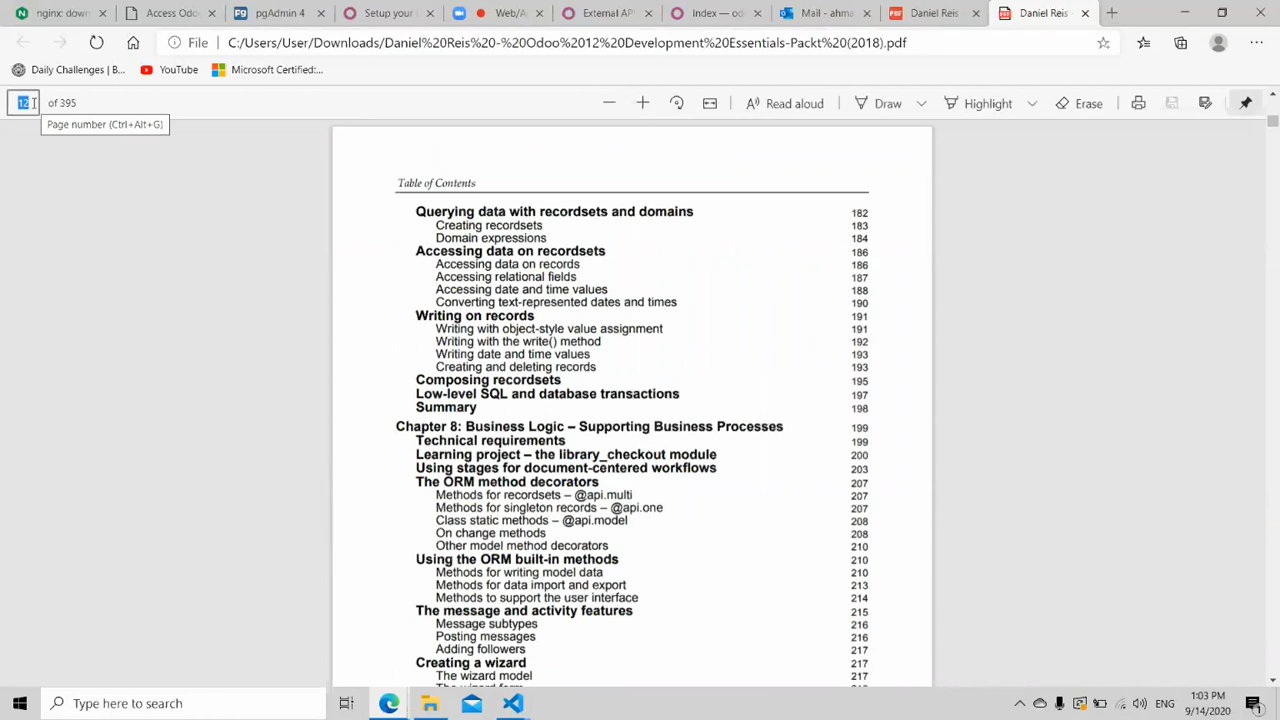 nginx: down
Access Odoo
pgAdmin 4
Setup your
Web/A
External API
Index – od
Mail - ahma
Daniel Reis
Daniel Reis
File
C:/Users/User/Downloads/Daniel%20Reis%20-%20Odoo%2012%20Development%20Essentials-Packt%20(2018).pdf
Daily Challenges | B...
YouTube
Microsoft Certified:...
12 of 395
Read aloud
Draw
Highlight
Erase
Page number (Ctrl+Alt+G)
Table of Contents
Querying data with recordsets and domains 182
Creating recordsets 183
Domain expressions 184
Accessing data on recordsets 186
Accessing data on records 186
Accessing relational fields 187
Accessing date and time values 188
Converting text-represented dates and times 190
Writing on records 191
Writing with object-style value assignment 191
Writing with the write() method 192
Writing date and time values 193
Creating and deleting records 193
Composing recordsets 195
Low-level SQL and database transactions 197
Summary 198
Chapter 8: Business Logic – Supporting Business Processes 199
Technical requirements 199
Learning project – the library_checkout module 200
Using stages for document-centered workflows 203
The ORM method decorators 207
Methods for recordsets – @api.multi 207
Methods for singleton records – @api.one 207
Class static methods – @api.model 208
On change methods 208
Other model method decorators 210
Using the ORM built-in methods 210
Methods for writing model data 210
Methods for data import and export 213
Methods to support the user interface 214
The message and activity features 215
Message subtypes 216
Posting messages 216
Adding followers 217
Creating a wizard 217
The wizard model 217
Type here to search
ENG
1:03 PM
9/14/2020